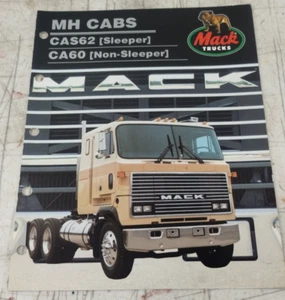 MH CABS
CAS62 [Sleeper]
CA60 [Non-Sleeper]
Mack
TRUCKS
MACK
MACK